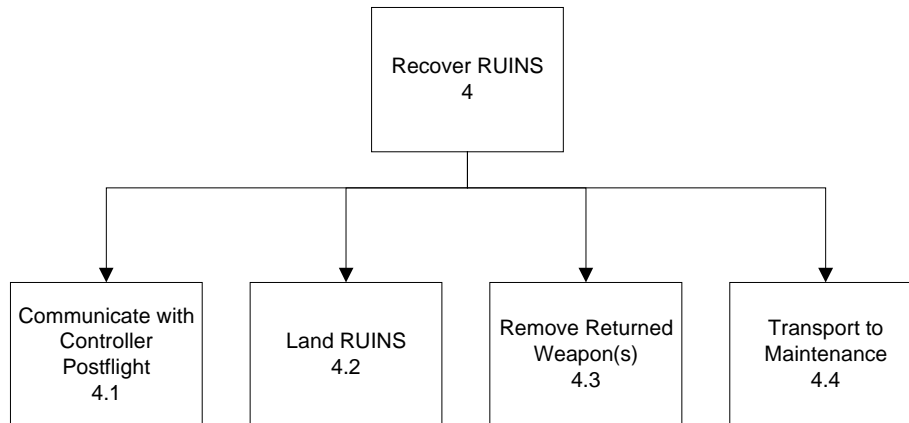 Recover RUINS
4
Communicate with
Controller
Postflight
4.1
Land RUINS
4.2
Remove Returned
Weapon(s)
4.3
Transport to
Maintenance
4.4